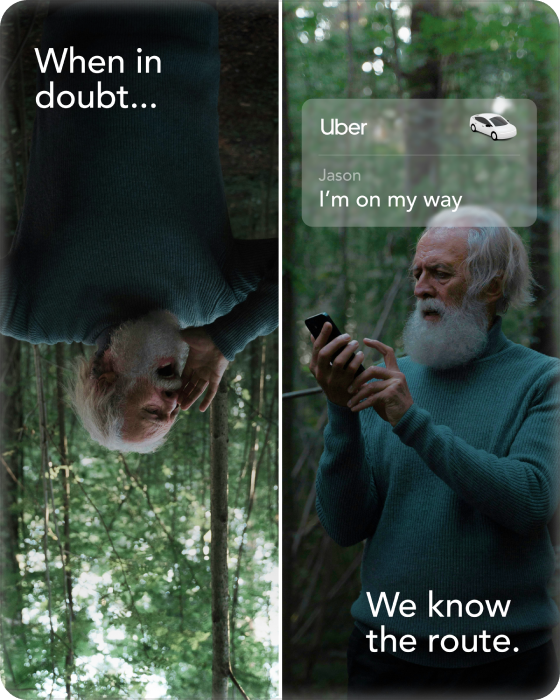 When in
doubt...
Uber
Jason
I'm on my way
We know
the route.